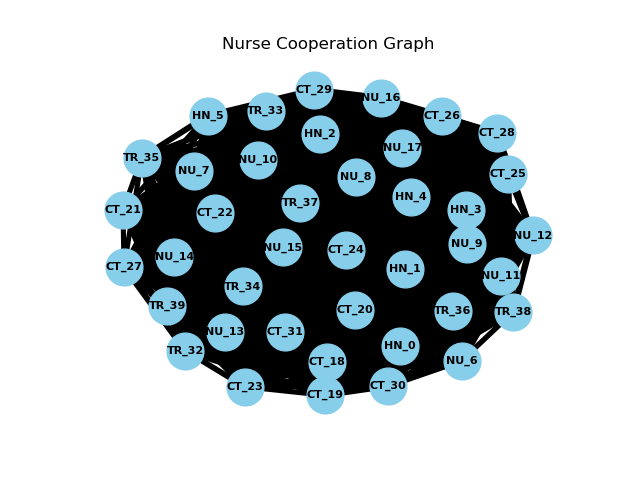 Nurse Cooperation Graph
CT_29
NU_16
TR_33
HN_5
CT_26
HN_2
CT_28
NU_17
TR_35
NU_10
NU_7
NU_8
CT_25
HN_4
TR_37
CT_21
CT_22
HN_3
NU_12
NU_9
NU_15
CT_24
NU_14
CT_27
HN_1
NU_11
TR_34
TR_39
CT_20
TR_36
TR_38
NU_13
CT_31
HN_0
TR_32
CT_18
NU_6
CT_23
CT_30
CT_19